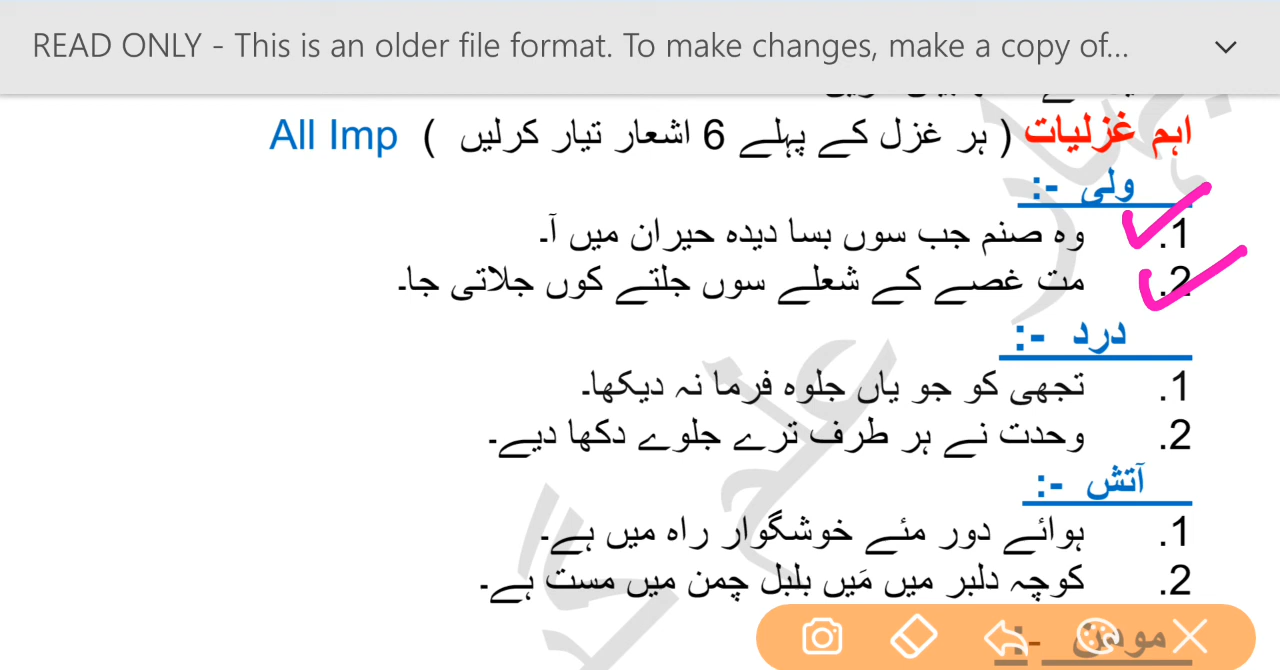 READ ONLY - This is an older file format. To make changes, make a copy of...
اہم غزلیات ( ہر غزل کے پہلے 6 اشعار تیار کرلیں ) All Imp
ولی -:
1. وہ صنم جب سوں بسا دیدہ حیران میں آ۔
2. مت غصے کے شعلے سوں جلتے کوں جلاتی جا۔
درد -:
1. تجھی کو جو یاں جلوہ فرما نہ دیکھا۔
2. وحدت نے ہر طرف ترے جلوے دکھا دیے۔
آتش -:
1. ہوائے دور مئے خوشگوار راہ میں ہے۔
2. کوچہ دلبر میں مَیں بلبل چمن میں مست ہے۔
مومن -: